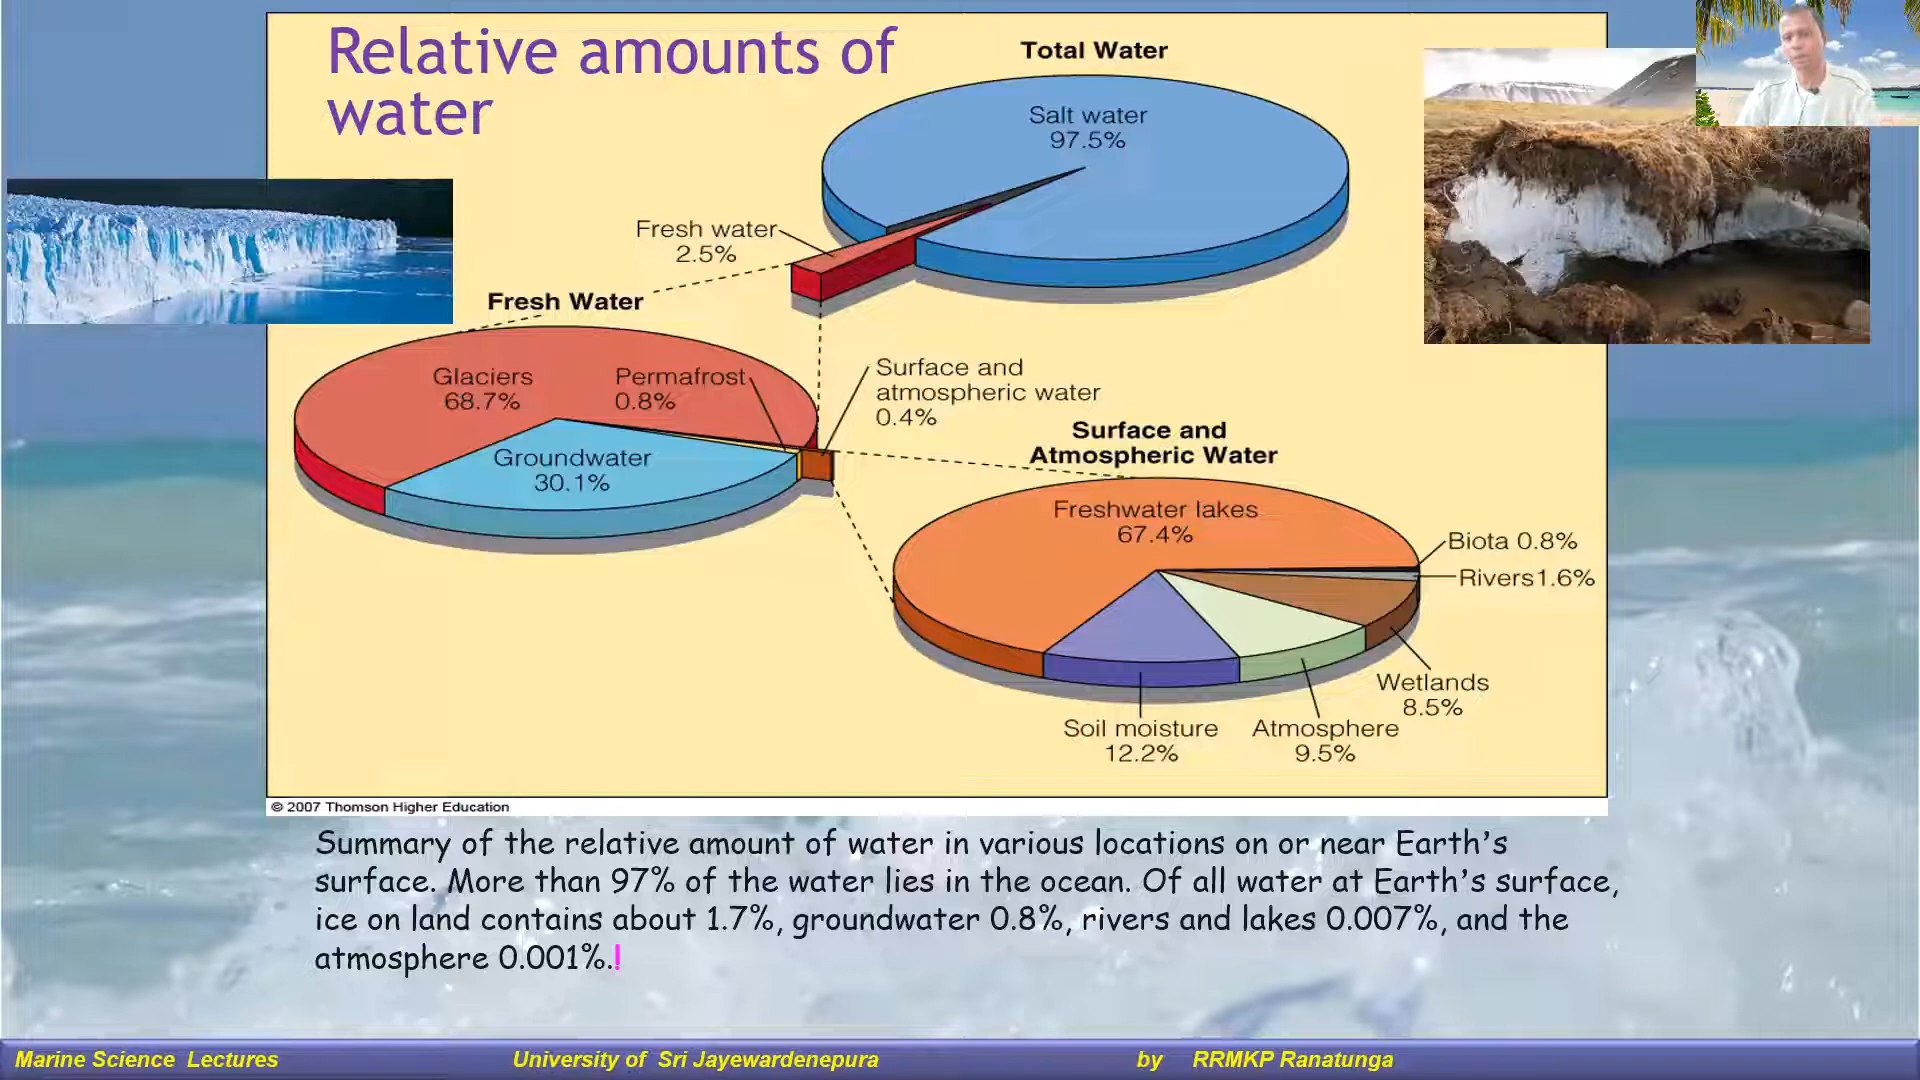 Relative amounts of
water
Total Water
Salt water
97.5%
Fresh water
2.5%
Fresh Water
Glaciers
68.7%
Permafrost
0.8%
Surface and
atmospheric water
0.4%
Groundwater
30.1%
Surface and
Atmospheric Water
Freshwater lakes
67.4%
Biota 0.8%
Rivers1.6%
Wetlands
8.5%
Soil moisture
12.2%
Atmosphere
9.5%
© 2007 Thomson Higher Education
Summary of the relative amount of water in various locations on or near Earth’s
surface. More than 97% of the water lies in the ocean. Of all water at Earth’s surface,
ice on land contains about 1.7%, groundwater 0.8%, rivers and lakes 0.007%, and the
atmosphere 0.001%.!
Marine Science Lectures University of Sri Jayewardenepura by RRMKP Ranatunga